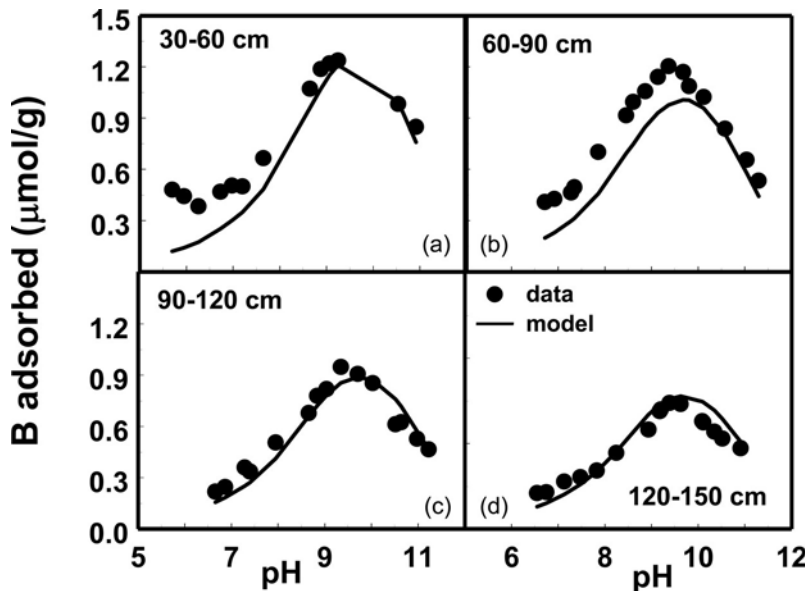 B adsorbed (μmol/g)
1.5
1.2
0.9
0.6
0.3
30-60 cm
(a)
60-90 cm
(b)
1.2
0.9
0.6
0.3
0.0
90-120 cm
(c)
data
model
120-150 cm
(d)
5 7 9 11
pH
6 8 10 12
pH